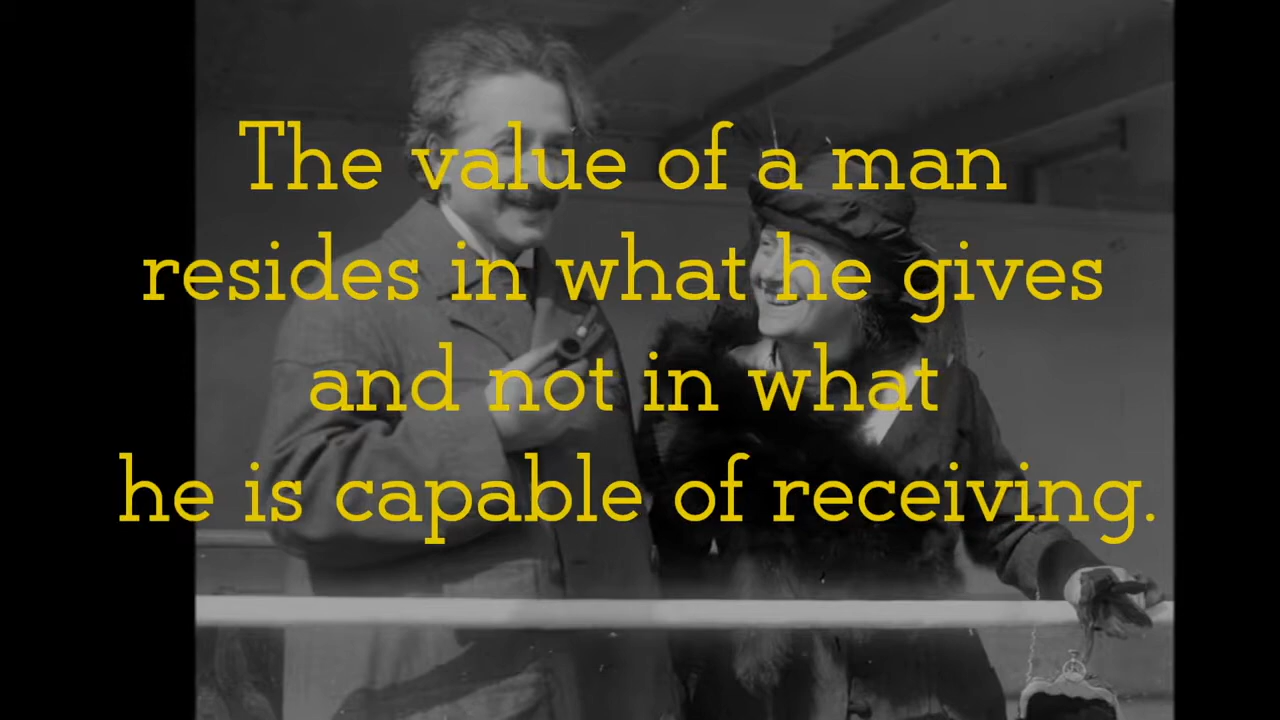 The value of a man
resides in what he gives
and not in what
he is capable of receiving.